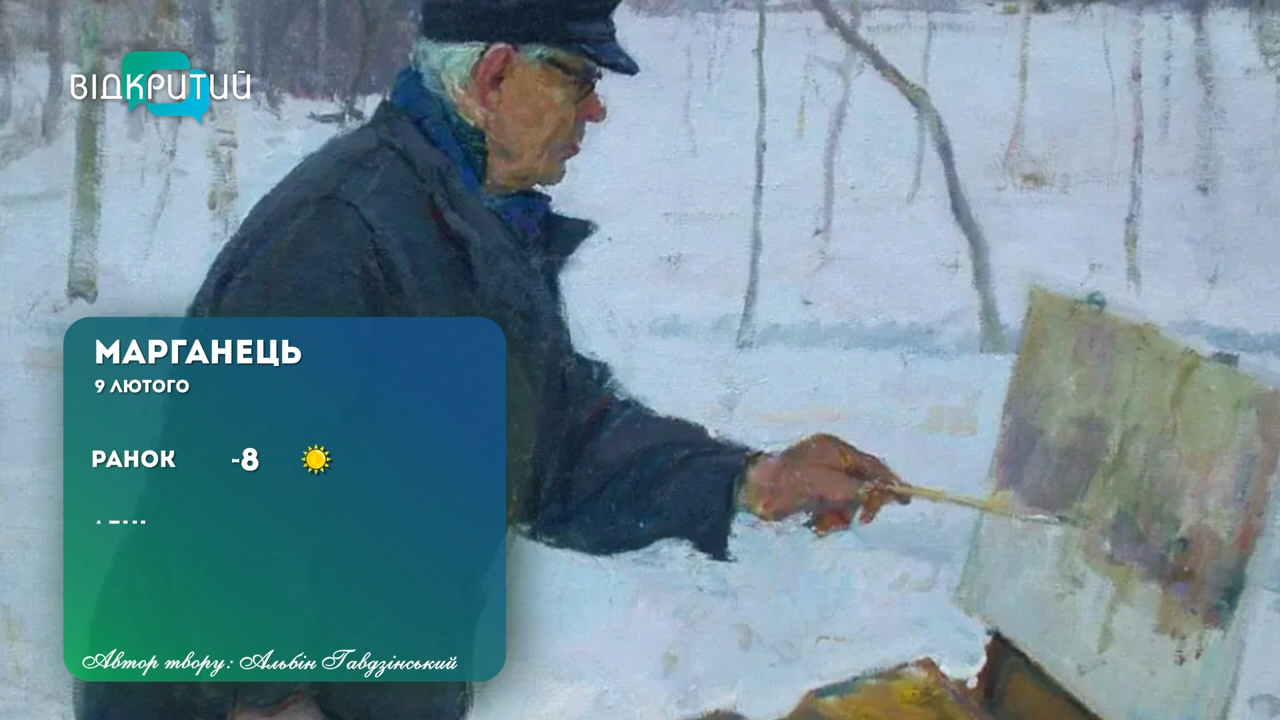 ВІДКРИТИЙ
МАРГАНЕЦЬ
9 ЛЮТОГО
РАНОК -8
Автор твору: Альбін Гавдзінський